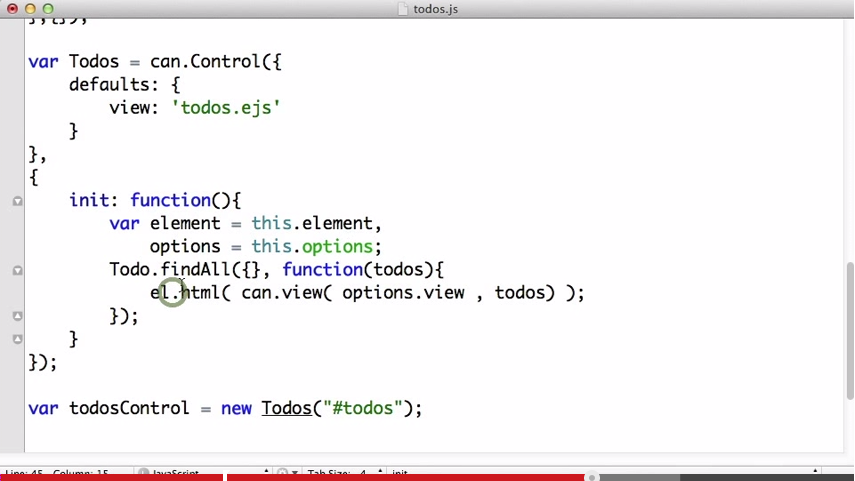 todos.js
},{});
var Todos = can.Control({
defaults: {
view: 'todos.ejs'
}
},
{
init: function(){
var element = this.element,
options = this.options;
Todo.findAll({}, function(todos){
el.html( can.view( options.view , todos) );
});
}
});
var todosControl = new Todos("#todos");
Line: 45 Column: 15 JavaScript Tab Size: 4 init